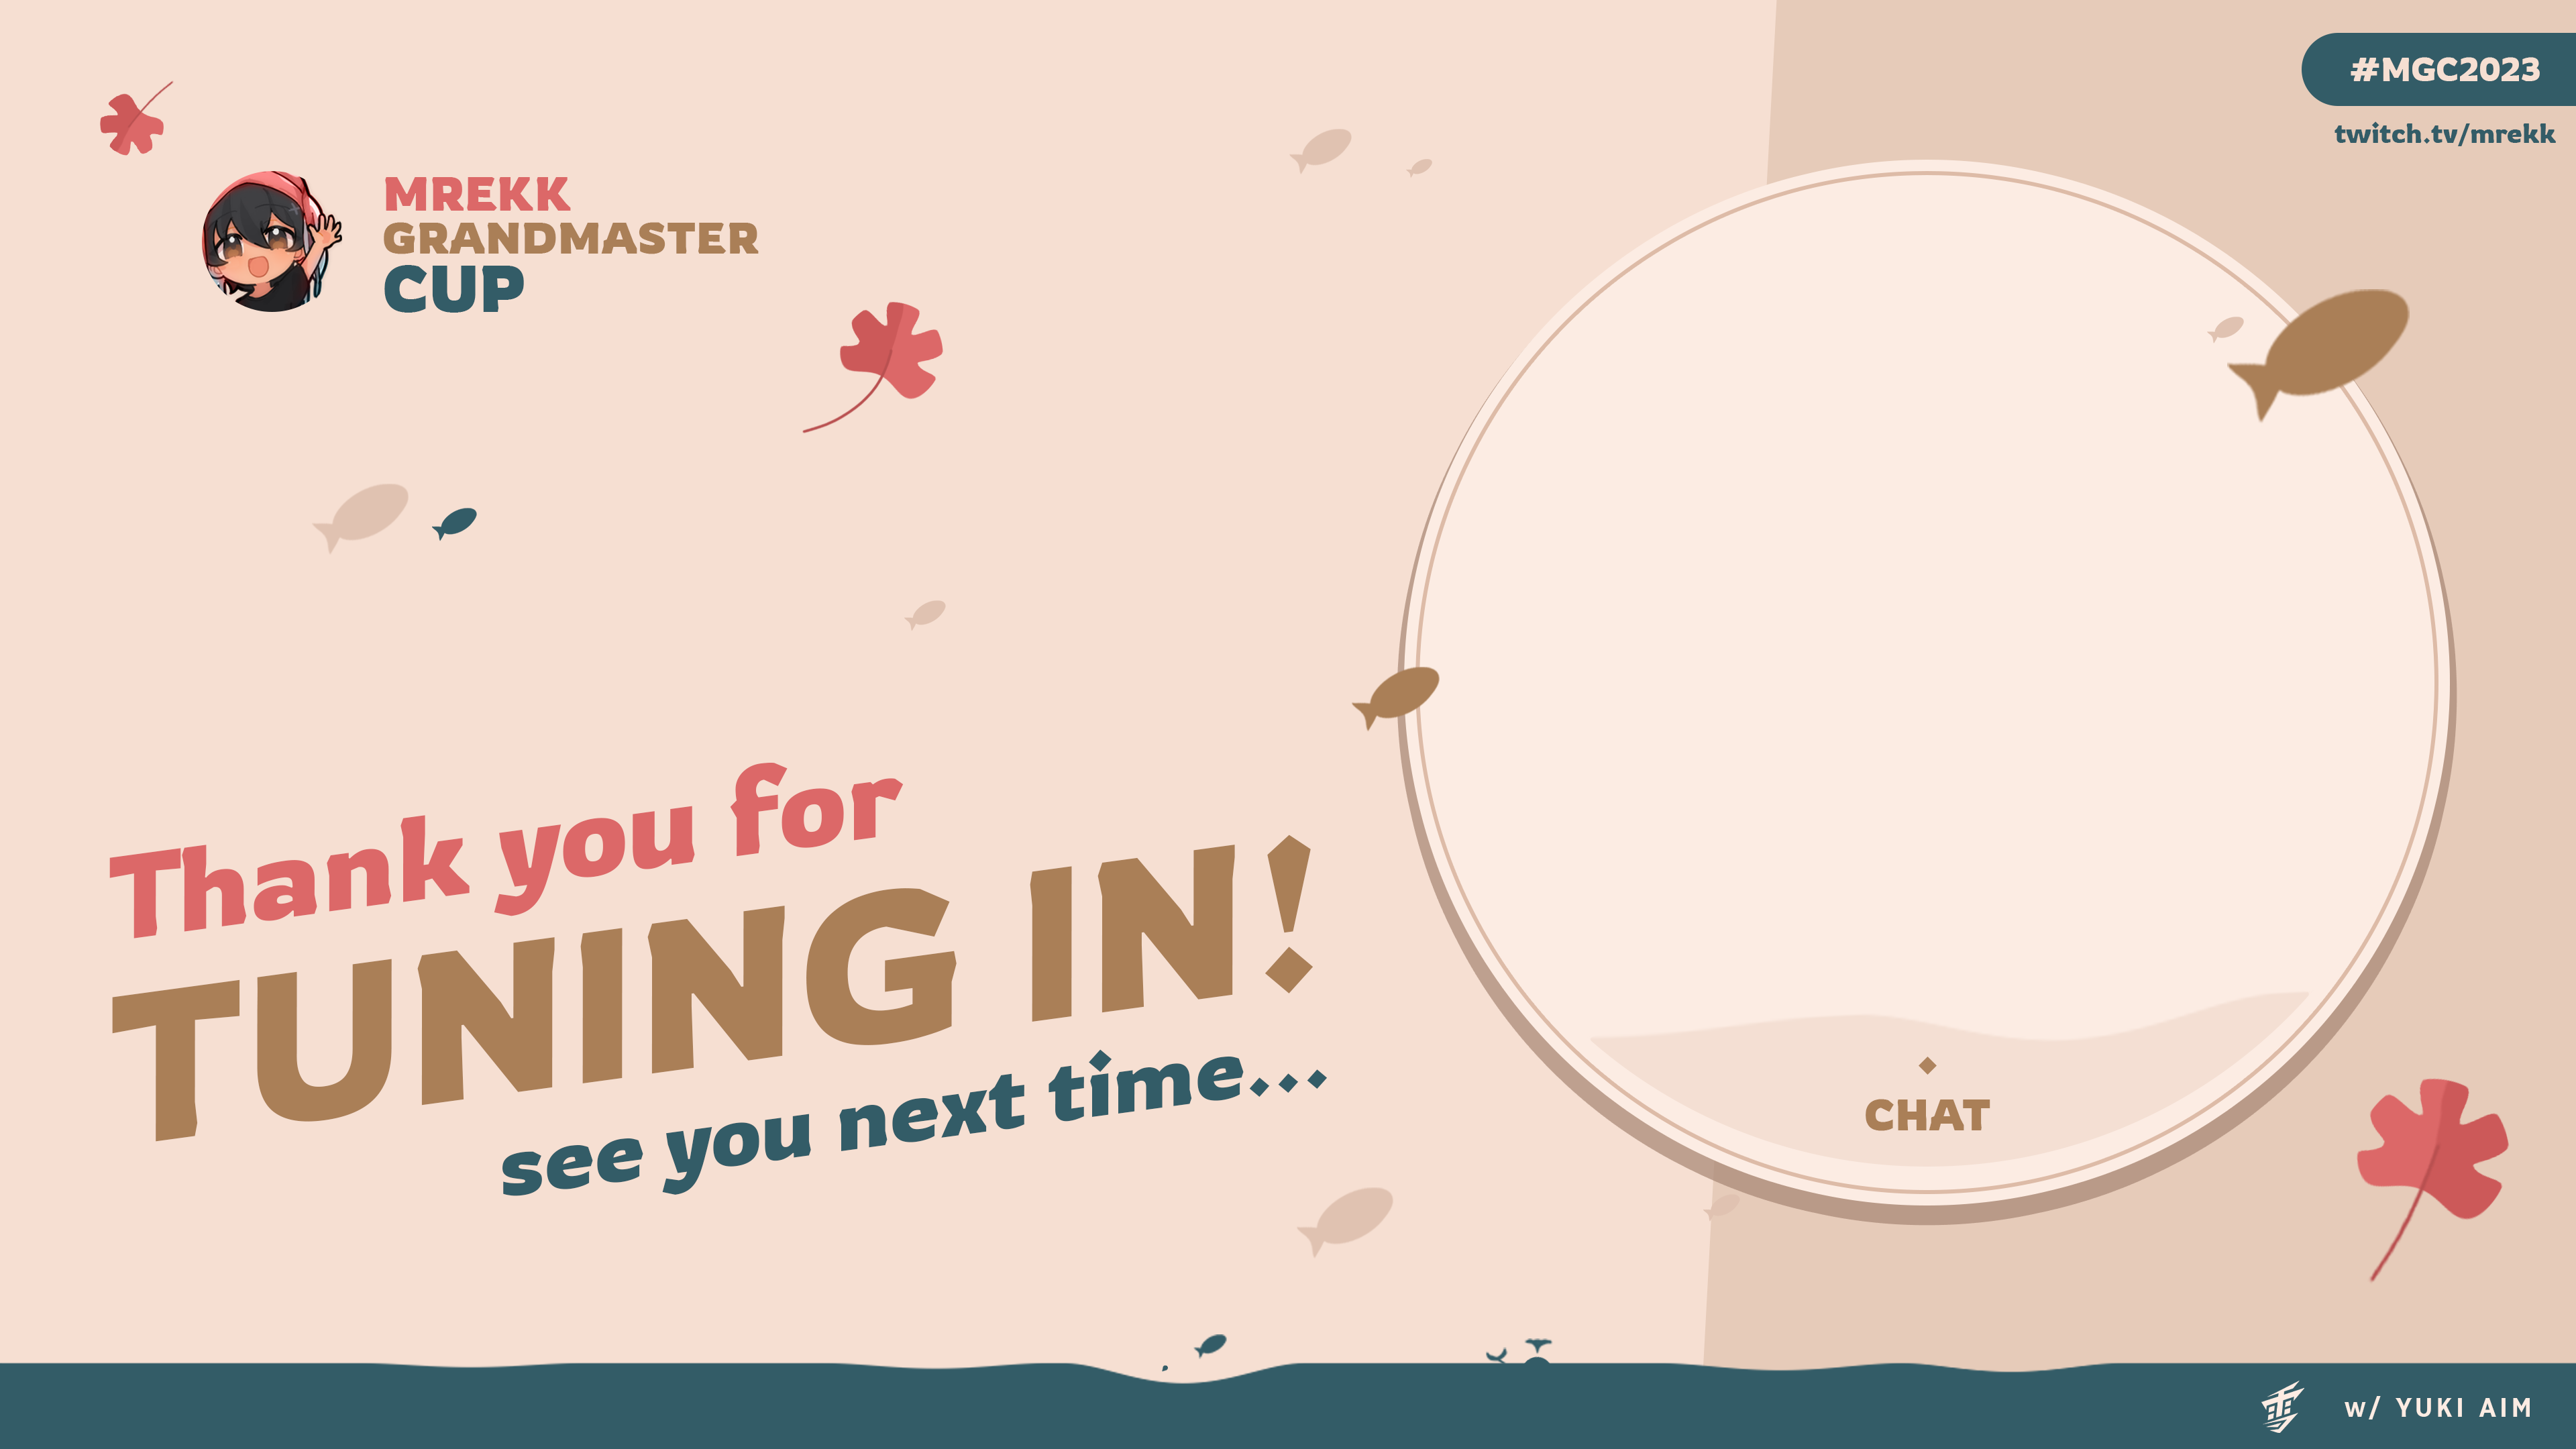 #MGC2023
twitch.tv/mrekk
MREKK
GRANDMASTER
CUP
Thank you for
TUNING IN!
see you next time...
CHAT
w/ YUKI AIM